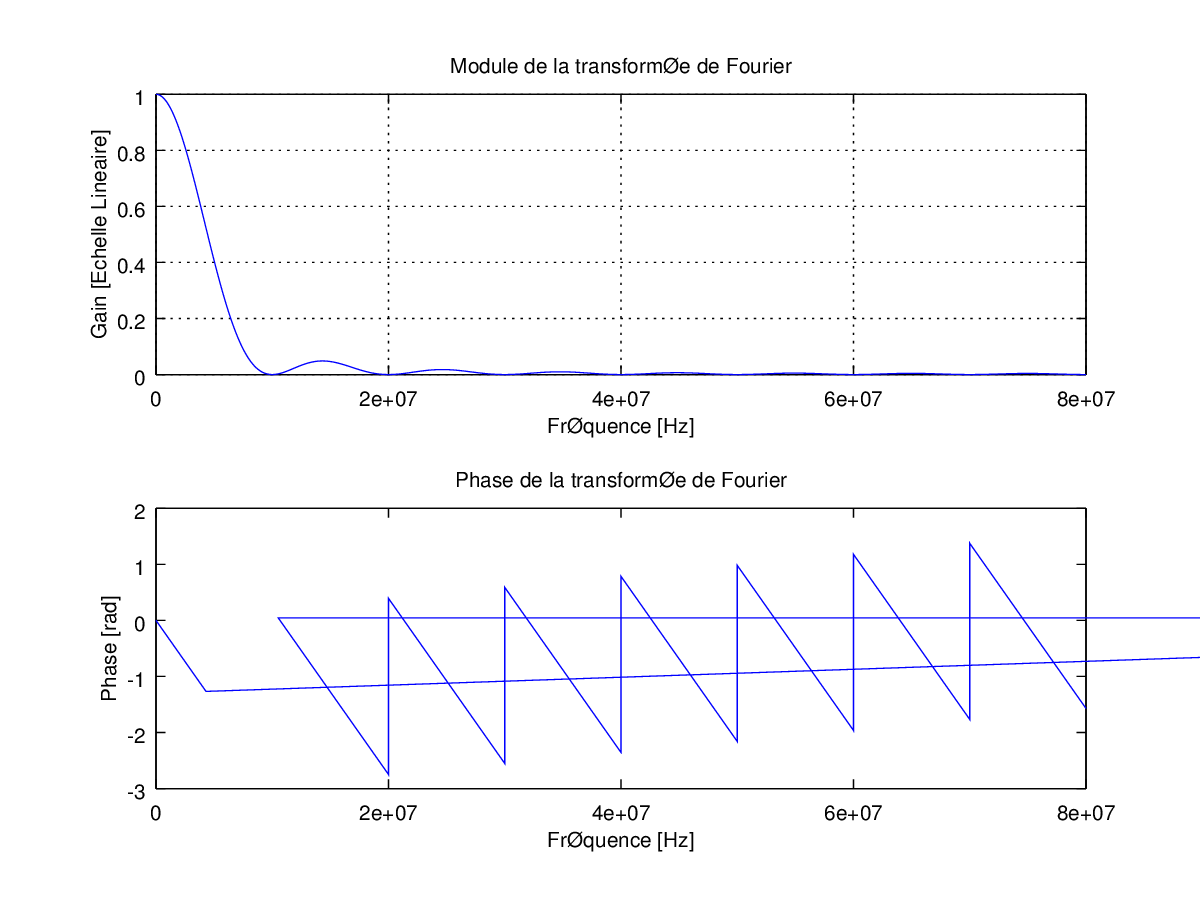 Module de la transformØe de Fourier
1
0.8
0.6
0.4
0.2
0
Gain [Echelle Lineaire]
0 2e+07 4e+07 6e+07 8e+07
FrØquence [Hz]
Phase de la transformØe de Fourier
2
1
0
-1
-2
-3
Phase [rad]
0 2e+07 4e+07 6e+07 8e+07
FrØquence [Hz]